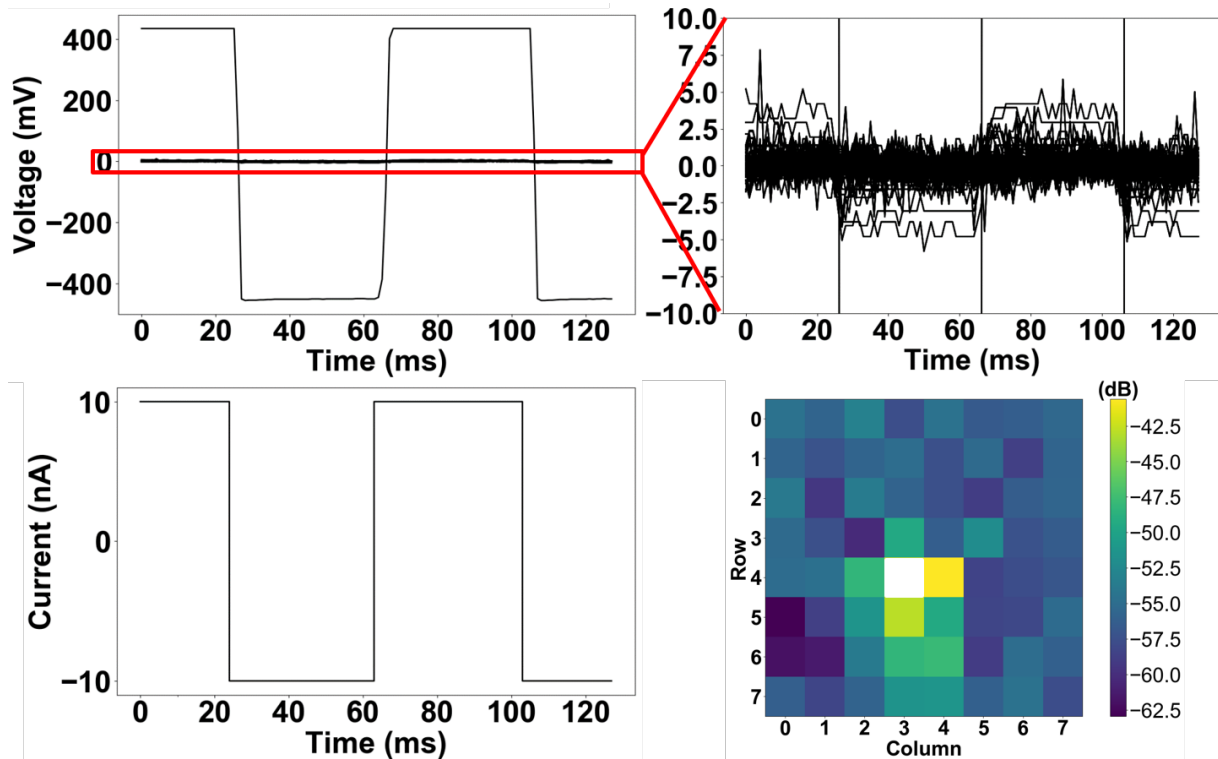 Voltage (mV)
400
200
0
−200
−400
0 20 40 60 80 100 120
Time (ms)
10.0
7.5
5.0
2.5
0.0
−2.5
−5.0
−7.5
−10.0
0 20 40 60 80 100 120
Time (ms)
Current (nA)
10
0
−10
0 20 40 60 80 100 120
Time (ms)
(dB)
Row
0
1
2
3
4
5
6
7
0 1 2 3 4 5 6 7
Column
−42.5
−45.0
−47.5
−50.0
−52.5
−55.0
−57.5
−60.0
−62.5